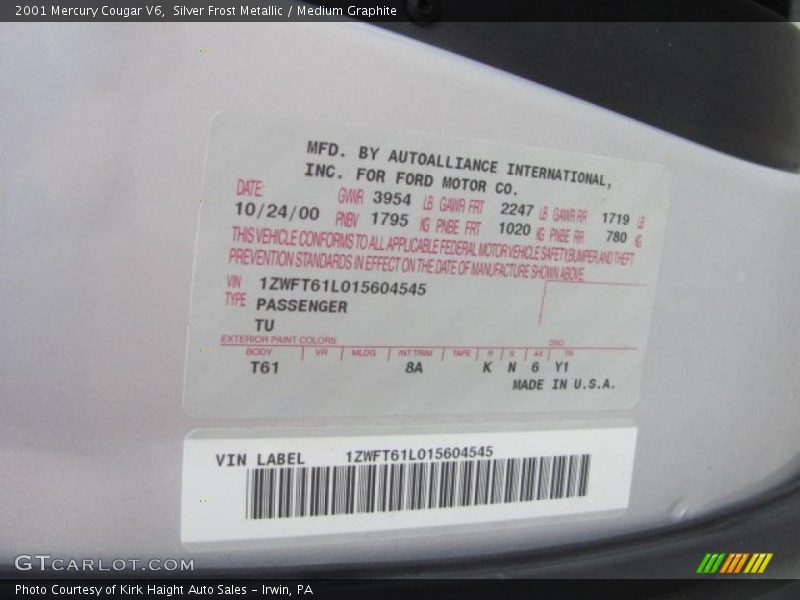 2001 Mercury Cougar V6, Silver Frost Metallic / Medium Graphite
MFD. BY AUTOALLIANCE INTERNATIONAL,
INC. FOR FORD MOTOR CO.
DATE: GVWR 3954 LB GAWR FRT 2247 LB GAWR RR 1719 LB
10/24/00 PNBV 1795 KG PNBE FRT 1020 KG PNBE RR 780 KG
THIS VEHICLE CONFORMS TO ALL APPLICABLE FEDERAL MOTOR VEHICLE SAFETY,BUMPER, AND THEFT
PREVENTION STANDARDS IN EFFECT ON THE DATE OF MANUFACTURE SHOWN ABOVE.
VIN 1ZWFT61L015604545
TYPE PASSENGER
TU
EXTERIOR PAINT COLORS DSO
BODY VR MLDG INT.TRIM TAPE R S AX TR
T61 8A K N 6 Y1
MADE IN U.S.A.
VIN LABEL 1ZWFT61L015604545
GTCARLOT.COM
Photo Courtesy of Kirk Haight Auto Sales - Irwin, PA